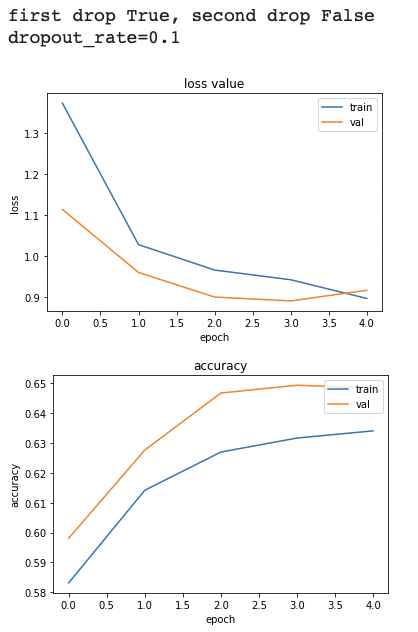 first drop True, second drop False
dropout_rate=0.1
loss value
train
val
1.3
1.2
1.1
1.0
0.9
loss
0.0 0.5 1.0 1.5 2.0 2.5 3.0 3.5 4.0
epoch
accuracy
train
val
0.65
0.64
0.63
0.62
0.61
0.60
0.59
0.58
accuracy
0.0 0.5 1.0 1.5 2.0 2.5 3.0 3.5 4.0
epoch